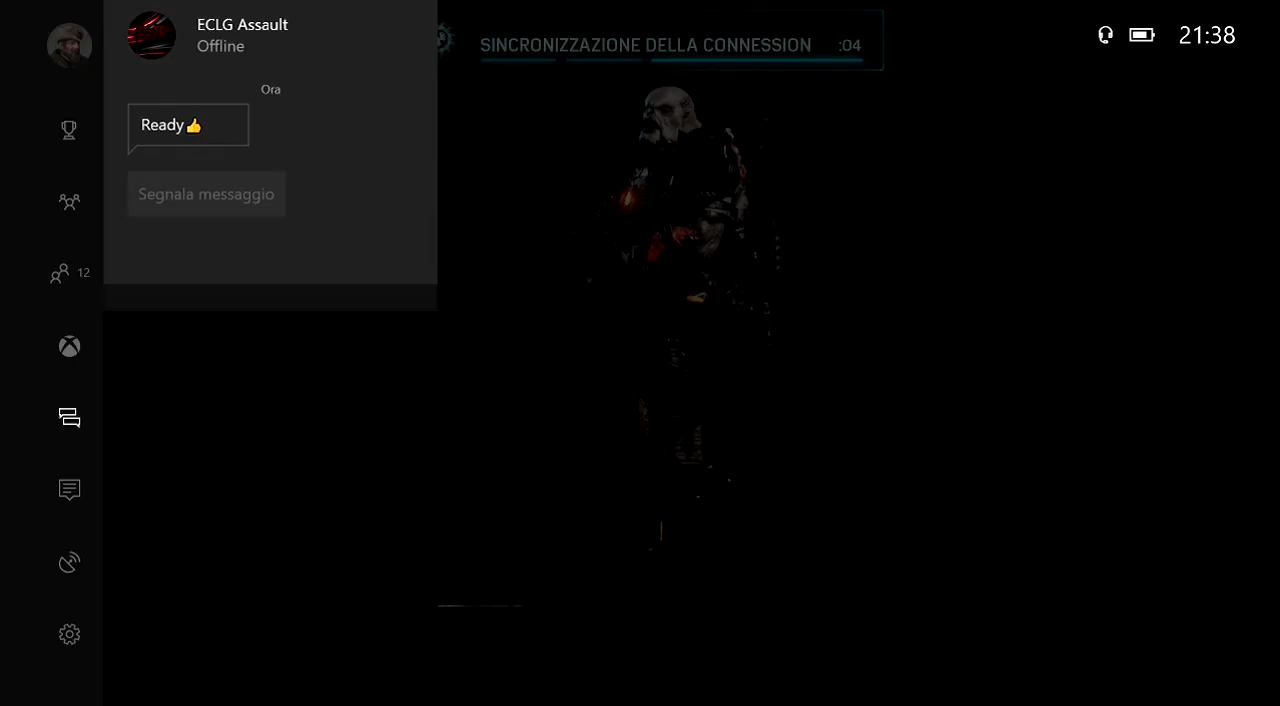 ECLG Assault
Offline
Ora
Ready👍
Segnala messaggio
12
SINCRONIZZAZIONE DELLA CONNESSION :04
21:38